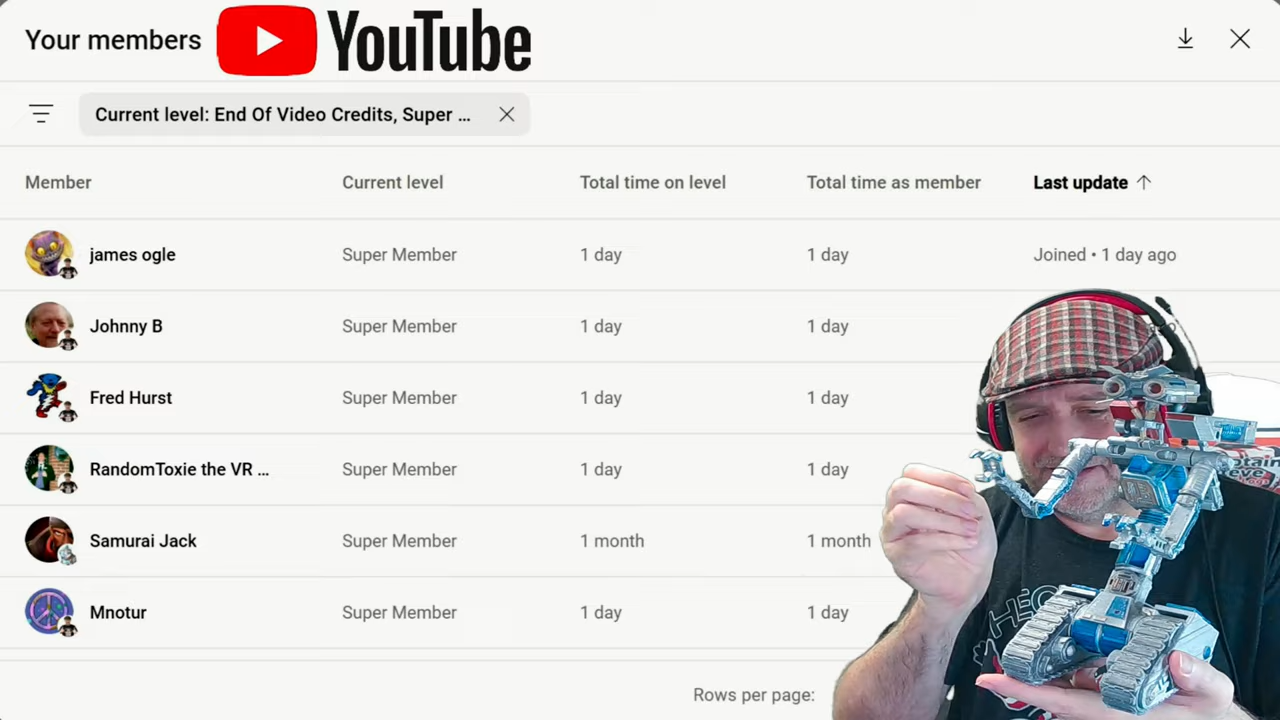 Your members YouTube
Current level: End Of Video Credits, Super ...
Member Current level Total time on level Total time as member Last update
james ogle Super Member 1 day 1 day Joined • 1 day ago
Johnny B Super Member 1 day 1 day
Fred Hurst Super Member 1 day 1 day
RandomToxie the VR ... Super Member 1 day 1 day
Samurai Jack Super Member 1 month 1 month
Mnotur Super Member 1 day 1 day
Rows per page: